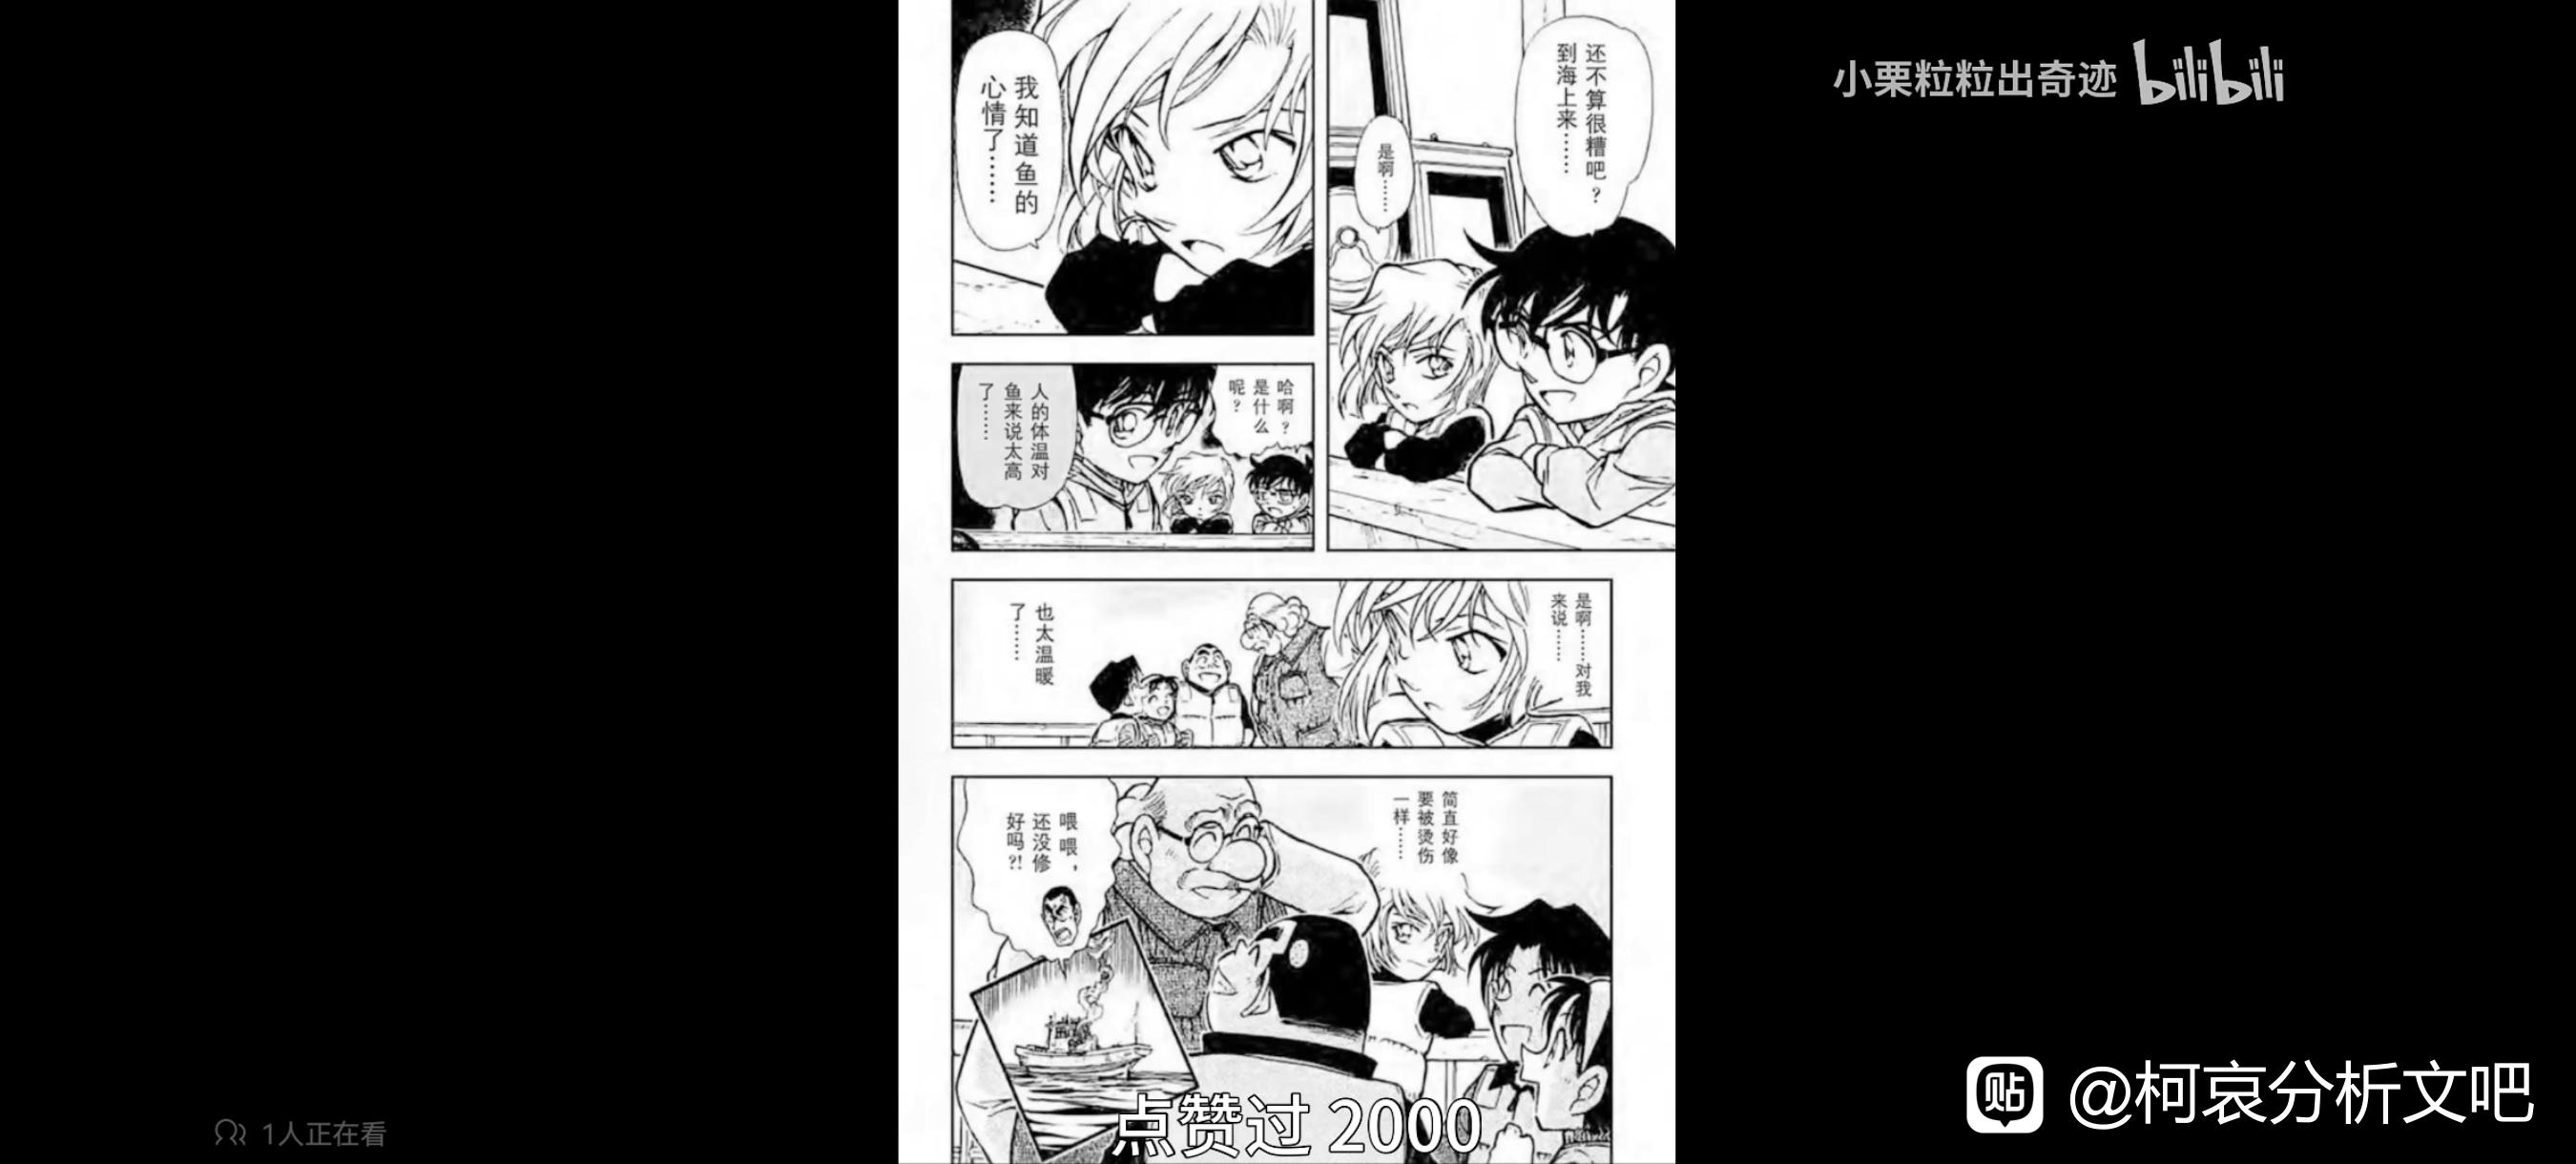 小栗粒粒出奇迹 bilibili
还不算很糟吧？
到海上来……
是啊……
我知道鱼的
心情了……
哈啊？
是什么
呢？
人的体温对
鱼来说太高
了……
是啊……对我
来说……
也太温暖
了……
简直好像
要被烫伤
一样……
喂喂，
还没修
好吗?!
点赞过 2000
1人正在看
贴 @柯哀分析文吧